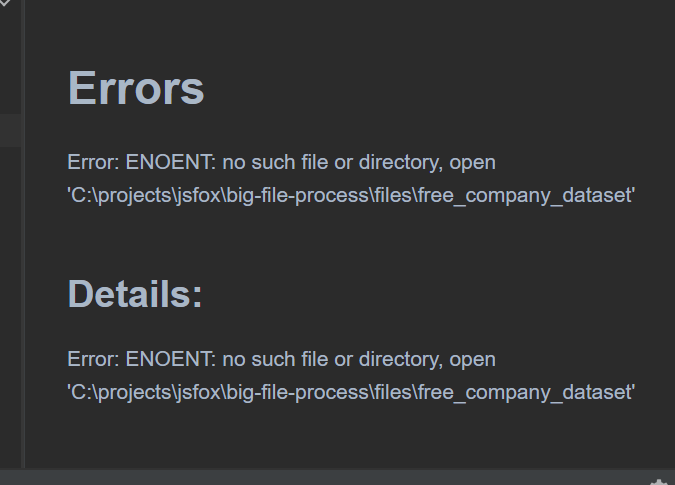 Errors
Error: ENOENT: no such file or directory, open
'C:\projects\jsfox\big-file-process\files\free_company_dataset'
Details:
Error: ENOENT: no such file or directory, open
'C:\projects\jsfox\big-file-process\files\free_company_dataset'